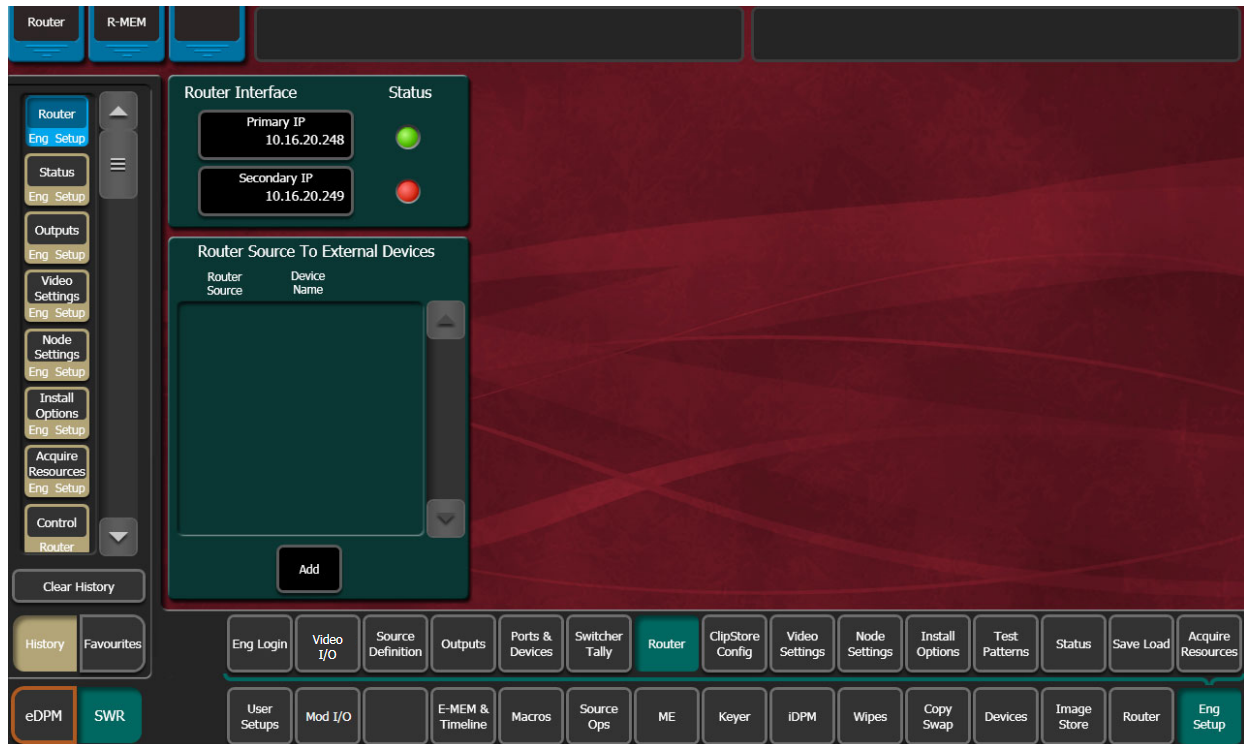 Router
R-MEM
Router
Eng Setup
Status
Eng Setup
Outputs
Eng Setup
Video
Settings
Eng Setup
Node
Settings
Eng Setup
Install
Options
Eng Setup
Acquire
Resources
Eng Setup
Control
Router
Clear History
History
Favourites
eDPM
SWR
Router Interface
Status
Primary IP
10.16.20.248
Secondary IP
10.16.20.249
Router Source To External Devices
Router
Source
Device
Name
Add
Eng Login
Video
I/O
Source
Definition
Outputs
Ports &
Devices
Switcher
Tally
Router
ClipStore
Config
Video
Settings
Node
Settings
Install
Options
Test
Patterns
Status
Save Load
Acquire
Resources
User
Setups
Mod I/O
E-MEM &
Timeline
Macros
Source
Ops
ME
Keyer
iDPM
Wipes
Copy
Swap
Devices
Image
Store
Router
Eng
Setup